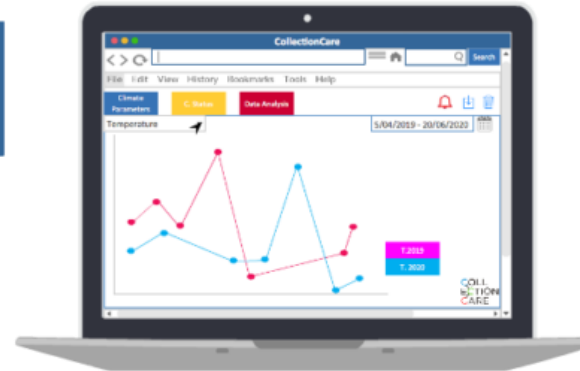 CollectionCare
Search
File Edit View History Bookmarks Tools Help
Climate
Parameters
C. Status
Data Analysis
Temperature
5/04/2019 - 20/06/2020
T.2019
T. 2020
COLL
ECTION
CARE